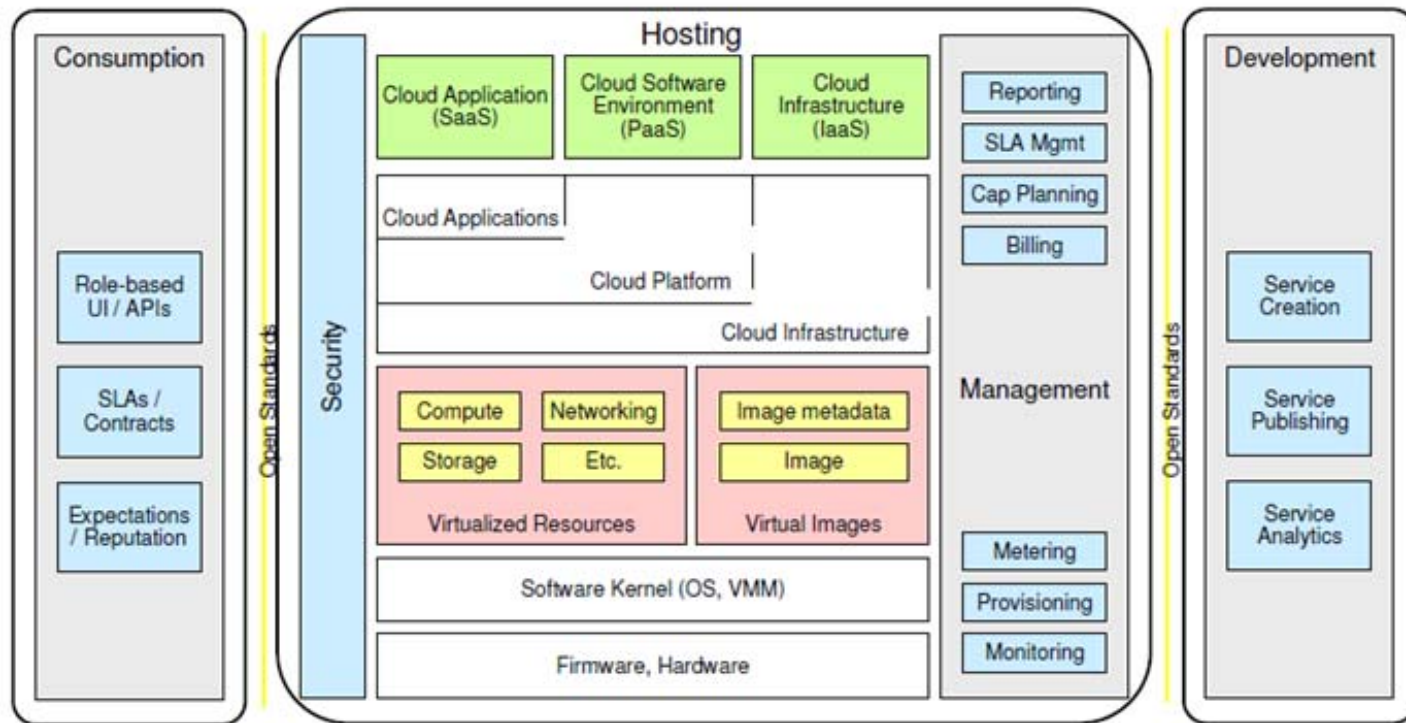 Consumption
Role-based
UI / APIs
SLAs /
Contracts
Expectations
/ Reputation
Open Standards
Hosting
Security
Cloud Application
(SaaS)
Cloud Software
Environment
(PaaS)
Cloud
Infrastructure
(IaaS)
Cloud Applications
Cloud Platform
Cloud Infrastructure
Compute
Networking
Storage
Etc.
Virtualized Resources
Image metadata
Image
Virtual Images
Software Kernel (OS, VMM)
Firmware, Hardware
Reporting
SLA Mgmt
Cap Planning
Billing
Management
Metering
Provisioning
Monitoring
Open Standards
Development
Service
Creation
Service
Publishing
Service
Analytics